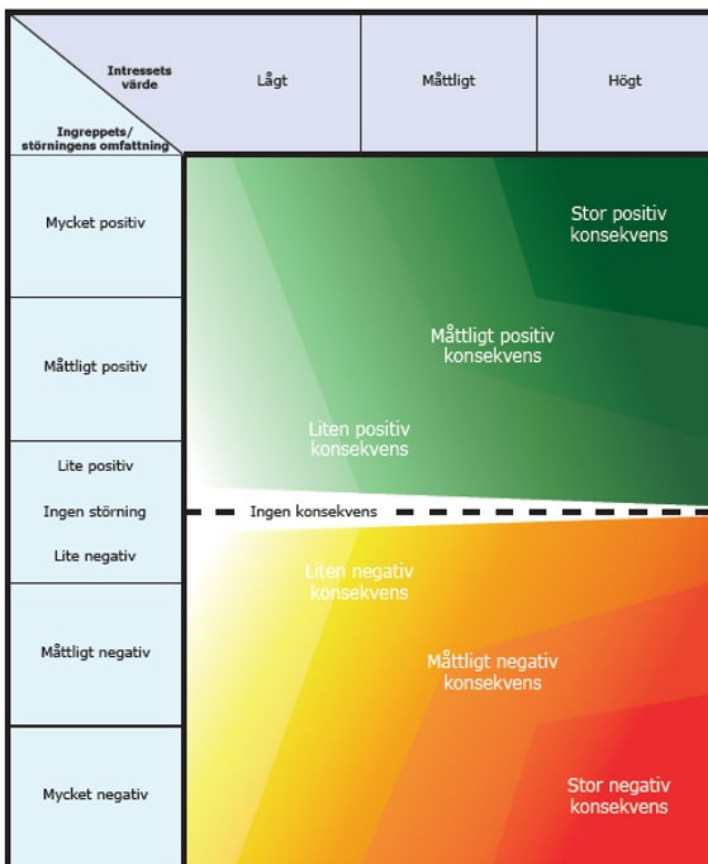 Intressets
värde
Ingreppets/
störningens omfattning
Lågt
Måttligt
Högt
Mycket positiv
Stor positiv
konsekvens
Måttligt positiv
Måttligt positiv
konsekvens
Liten positiv
konsekvens
Lite positiv
Ingen störning
Ingen konsekvens
Lite negativ
Liten negativ
konsekvens
Måttligt negativ
Måttligt negativ
konsekvens
Mycket negativ
Stor negativ
konsekvens